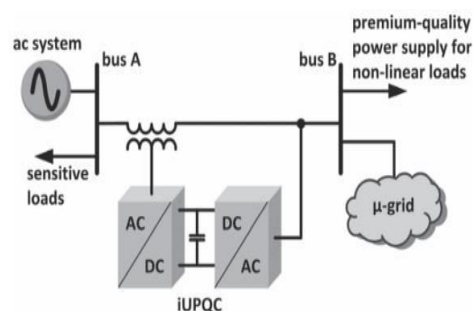 ac system
bus A
bus B
premium-quality
power supply for
non-linear loads
sensitive
loads
AC
DC
DC
AC
μ-grid
iUPQC